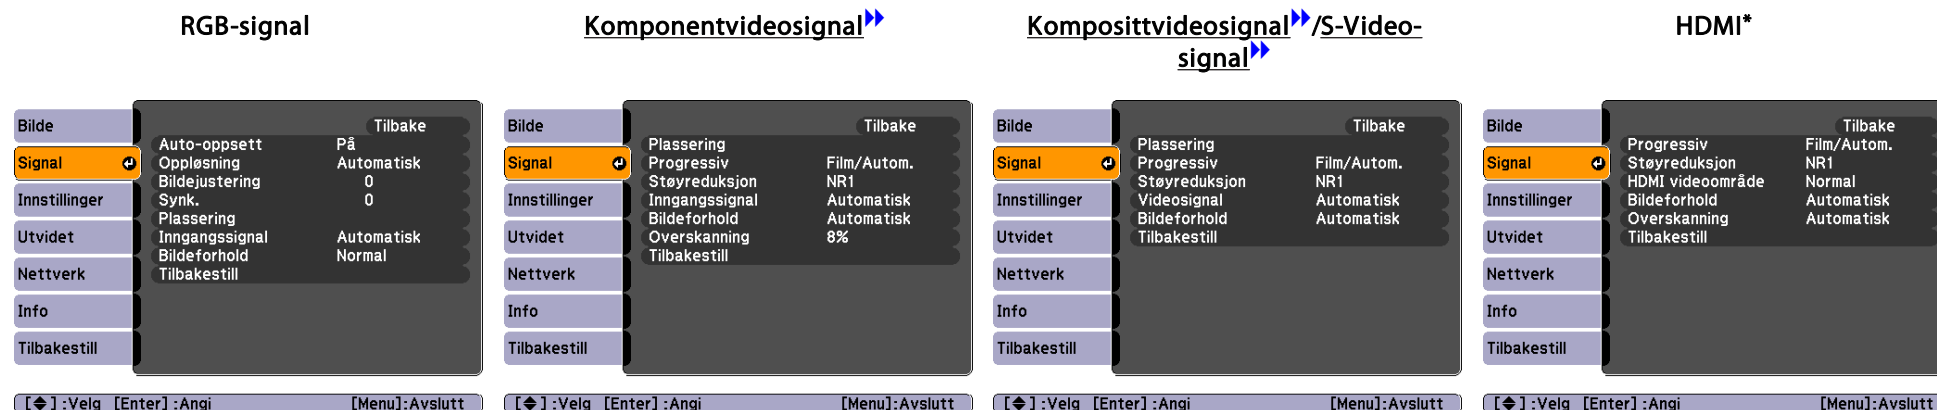 RGB-signal
Komponentvideosignal
Komposittvideosignal/S-Video-
signal
HDMI*
Bilde
Signal
Innstillinger
Utvidet
Nettverk
Info
Tilbakestill
Tilbake
Auto-oppsett På
Oppløsning Automatisk
Bildejustering 0
Synk. 0
Plassering
Inngangssignal Automatisk
Bildeforhold Normal
Tilbakestill
[ ]:Velg [Enter]:Angi [Menu]:Avslutt
Bilde
Signal
Innstillinger
Utvidet
Nettverk
Info
Tilbakestill
Tilbake
Plassering
Progressiv Film/Autom.
Støyreduksjon NR1
Inngangssignal Automatisk
Bildeforhold Automatisk
Overskanning 8%
Tilbakestill
[ ]:Velg [Enter]:Angi [Menu]:Avslutt
Bilde
Signal
Innstillinger
Utvidet
Nettverk
Info
Tilbakestill
Tilbake
Plassering
Progressiv Film/Autom.
Støyreduksjon NR1
Videosignal Automatisk
Bildeforhold Automatisk
Tilbakestill
[ ]:Velg [Enter]:Angi [Menu]:Avslutt
Bilde
Signal
Innstillinger
Utvidet
Nettverk
Info
Tilbakestill
Tilbake
Progressiv Film/Autom.
Støyreduksjon NR1
HDMI videoområde Normal
Bildeforhold Automatisk
Overskanning Automatisk
Tilbakestill
[ ]:Velg [Enter]:Angi [Menu]:Avslutt